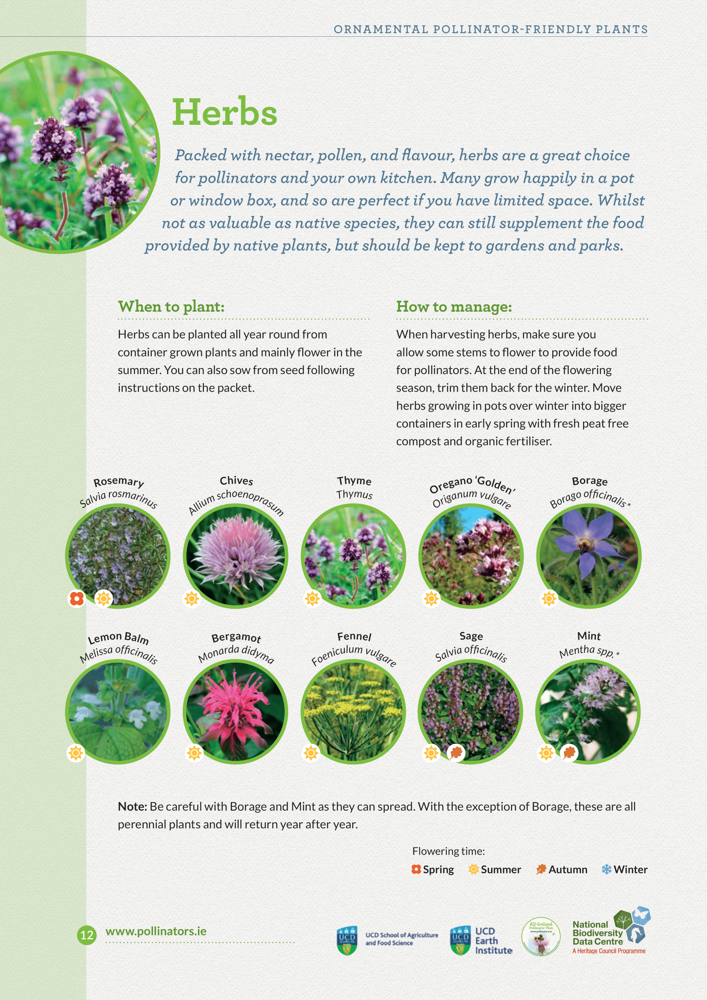 ORNAMENTAL POLLINATOR-FRIENDLY PLANTS
Herbs
Packed with nectar, pollen, and flavour, herbs are a great choice
for pollinators and your own kitchen. Many grow happily in a pot
or window box, and so are perfect if you have limited space. Whilst
not as valuable as native species, they can still supplement the food
provided by native plants, but should be kept to gardens and parks.
When to plant:
Herbs can be planted all year round from
container grown plants and mainly flower in the
summer. You can also sow from seed following
instructions on the packet.
How to manage:
When harvesting herbs, make sure you
allow some stems to flower to provide food
for pollinators. At the end of the flowering
season, trim them back for the winter. Move
herbs growing in pots over winter into bigger
containers in early spring with fresh peat free
compost and organic fertiliser.
Rosemary
Salvia rosmarinus
Chives
Allium schoenoprasum
Thyme
Thymus
Oregano ‘Golden’
Origanum vulgare
Borage
Borago officinalis*
Lemon Balm
Melissa officinalis
Bergamot
Monarda didyma
Fennel
Foeniculum vulgare
Sage
Salvia officinalis
Mint
Mentha spp.*
Note: Be careful with Borage and Mint as they can spread. With the exception of Borage, these are all
perennial plants and will return year after year.
Flowering time:
Spring Summer Autumn Winter
12
www.pollinators.ie
UCD
DUBLIN
UCD School of Agriculture
and Food Science
UCD
DUBLIN
UCD
Earth
Institute
All-Ireland
Pollinator Plan
www.pollinators.ie
National
Biodiversity
Data Centre
A Heritage Council Programme